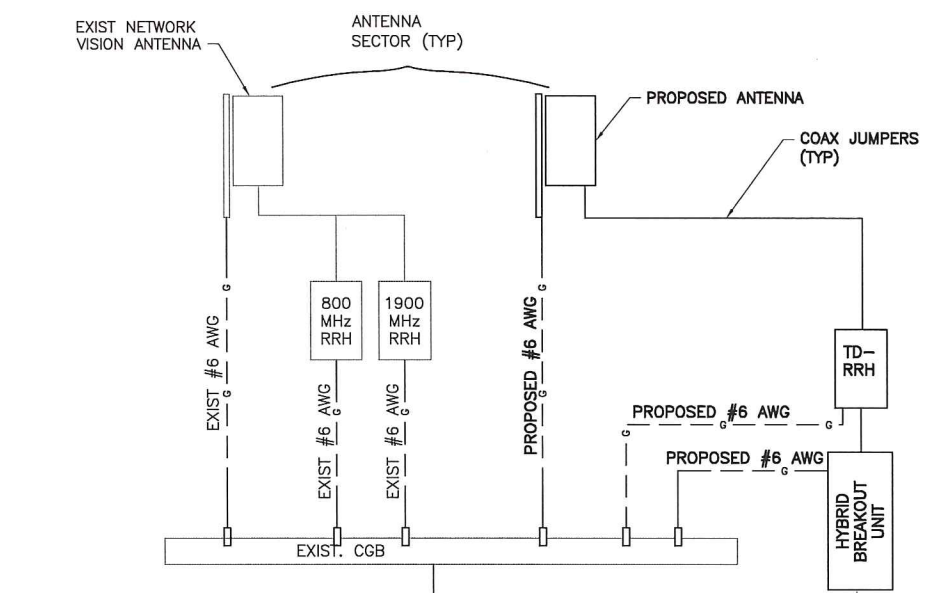 EXIST NETWORK
VISION ANTENNA
ANTENNA
SECTOR (TYP)
PROPOSED ANTENNA
COAX JUMPERS
(TYP)
G
EXIST #6 AWG
G
800
MHz
RRH
1900
MHz
RRH
EXIST #6 AWG
G
EXIST #6 AWG
G
G
PROPOSED #6 AWG
G
TD-
RRH
PROPOSED #6 AWG
G
G
G
PROPOSED #6 AWG
G
HYBRID
BREAKOUT
UNIT
EXIST. CGB